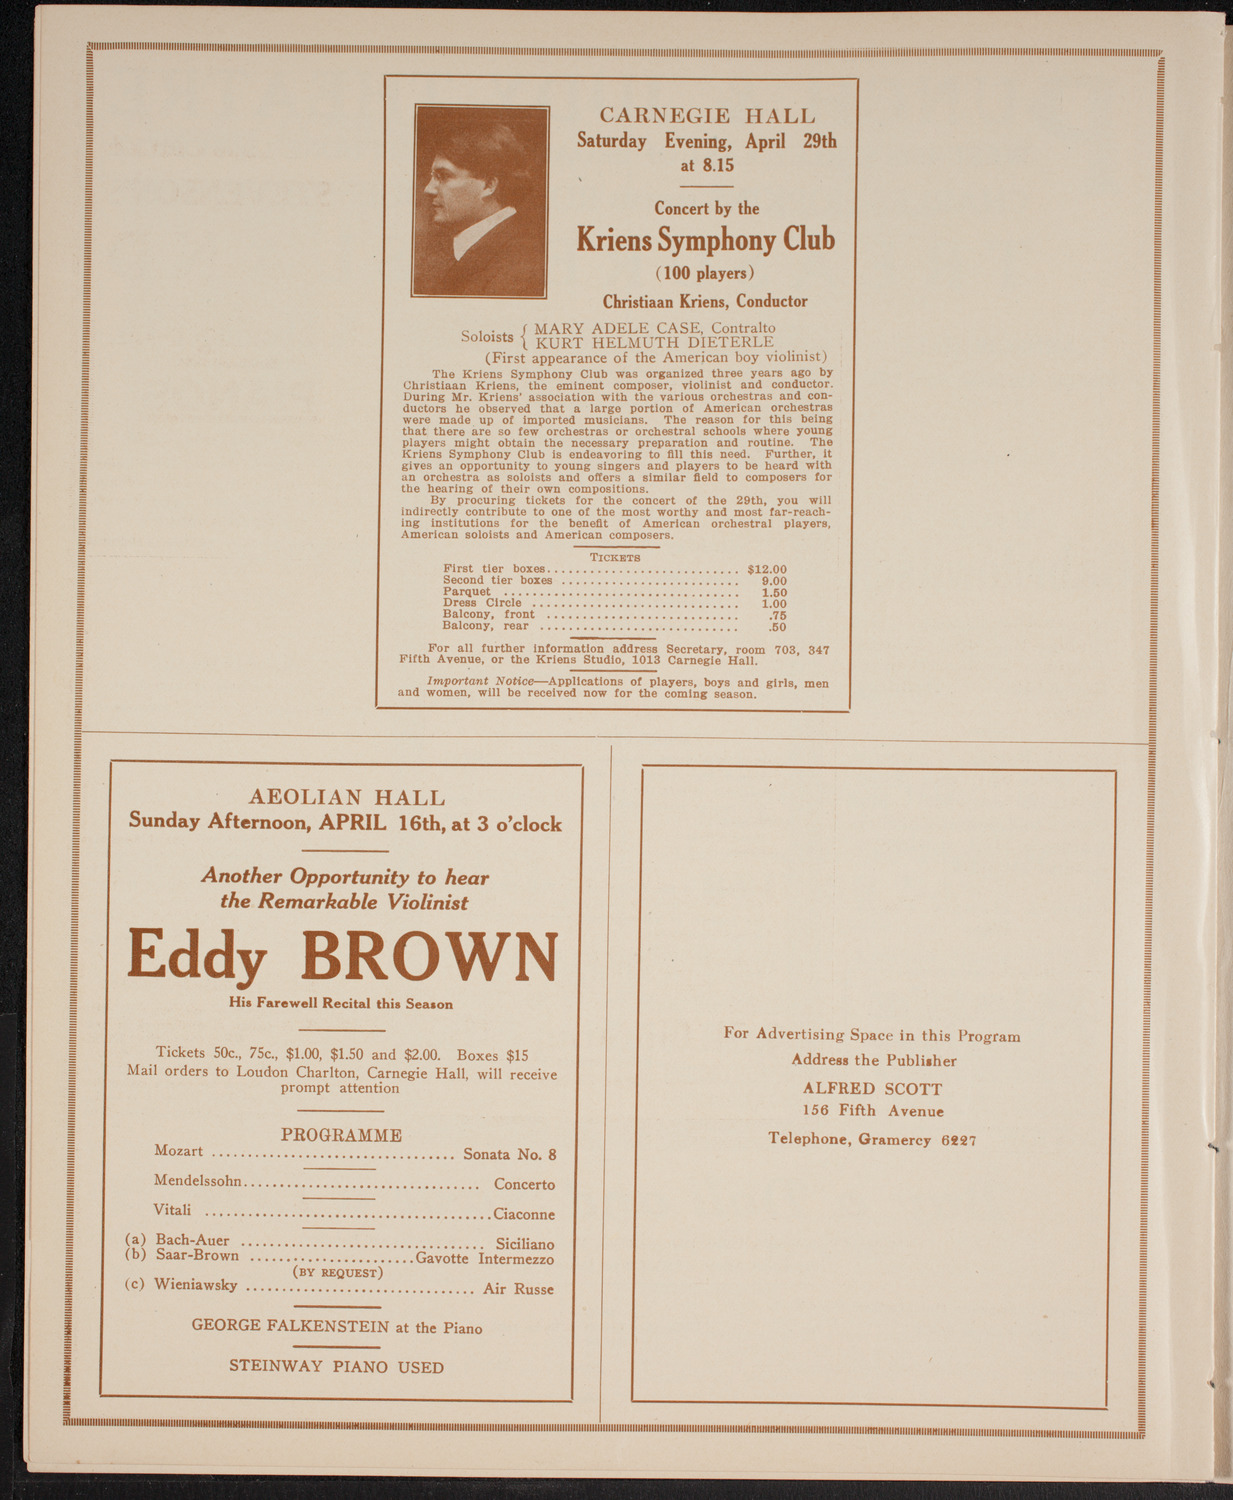 CARNEGIE HALL
Saturday Evening, April 29th
at 8.15
Concert by the
Kriens Symphony Club
(100 players)
Christiaan Kriens, Conductor
Soloists { MARY ADELE CASE, Contralto
KURT HELMUTH DIETERLE
(First appearance of the American boy violinist)
The Kriens Symphony Club was organized three years ago by
Christiaan Kriens, the eminent composer, violinist and conductor.
During Mr. Kriens' association with the various orchestras and con-
ductors he observed that a large portion of American orchestras
were made up of imported musicians. The reason for this being
that there are so few orchestras or orchestral schools where young
players might obtain the necessary preparation and routine. The
Kriens Symphony Club is endeavoring to fill this need. Further, it
gives an opportunity to young singers and players to be heard with
an orchestra as soloists and offers a similar field to composers for
the hearing of their own compositions.
By procuring tickets for the concert of the 29th, you will
indirectly contribute to one of the most worthy and most far-reach-
ing institutions for the benefit of American orchestral players,
American soloists and American composers.
TICKETS
First tier boxes.......................... $12.00
Second tier boxes ........................ 9.00
Parquet ................................ 1.50
Dress Circle ............................ 1.00
Balcony, front .......................... .75
Balcony, rear ........................... .50
For all further information address Secretary, room 703, 347
Fifth Avenue, or the Kriens Studio, 1013 Carnegie Hall.
Important Notice—Applications of players, boys and girls, men
and women, will be received now for the coming season.
AEOLIAN HALL
Sunday Afternoon, APRIL 16th, at 3 o'clock
Another Opportunity to hear
the Remarkable Violinist
Eddy BROWN
His Farewell Recital this Season
Tickets 50c., 75c., $1.00, $1.50 and $2.00. Boxes $15
Mail orders to Loudon Charlton, Carnegie Hall, will receive
prompt attention
PROGRAMME
Mozart ................................. Sonata No. 8
Mendelssohn................................ Concerto
Vitali .......................................Ciaconne
(a) Bach-Auer ................................. Siciliano
(b) Saar-Brown .......................Gavotte Intermezzo
(BY REQUEST)
(c) Wieniawsky ............................... Air Russe
GEORGE FALKENSTEIN at the Piano
STEINWAY PIANO USED
For Advertising Space in this Program
Address the Publisher
ALFRED SCOTT
156 Fifth Avenue
Telephone, Gramercy 6227